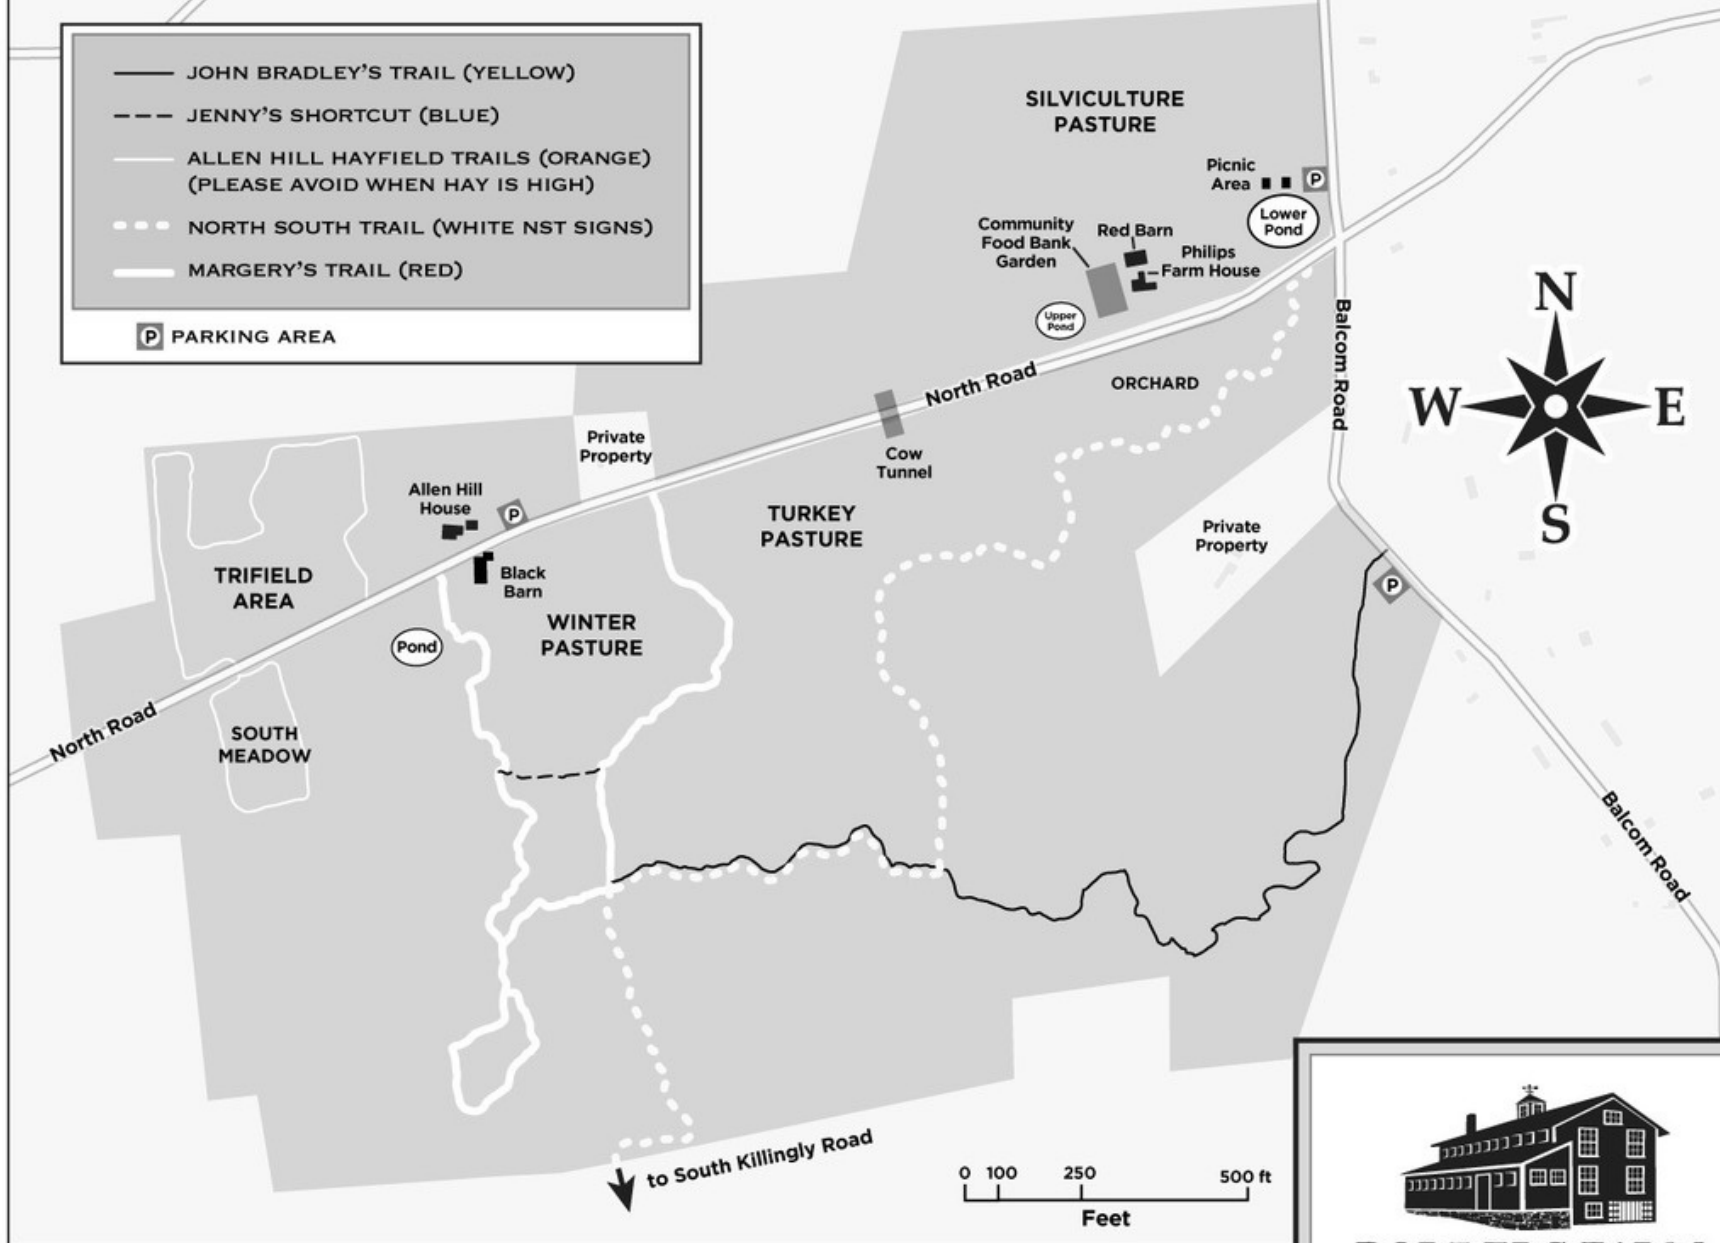 JOHN BRADLEY'S TRAIL (YELLOW)
JENNY'S SHORTCUT (BLUE)
ALLEN HILL HAYFIELD TRAILS (ORANGE)
(PLEASE AVOID WHEN HAY IS HIGH)
NORTH SOUTH TRAIL (WHITE NST SIGNS)
MARGERY'S TRAIL (RED)
P PARKING AREA
SILVICULTURE
PASTURE
Picnic
Area
P
Lower
Pond
Community
Food Bank
Garden
Red Barn
Philips
Farm House
Upper
Pond
North Road
ORCHARD
Balcom Road
N
W
E
S
Private
Property
Cow
Tunnel
Allen Hill
House
P
TURKEY
PASTURE
Private
Property
TRIFIELD
AREA
Black
Barn
P
WINTER
PASTURE
Pond
North Road
SOUTH
MEADOW
Balcom Road
to South Killingly Road
0 100 250 500 ft
Feet